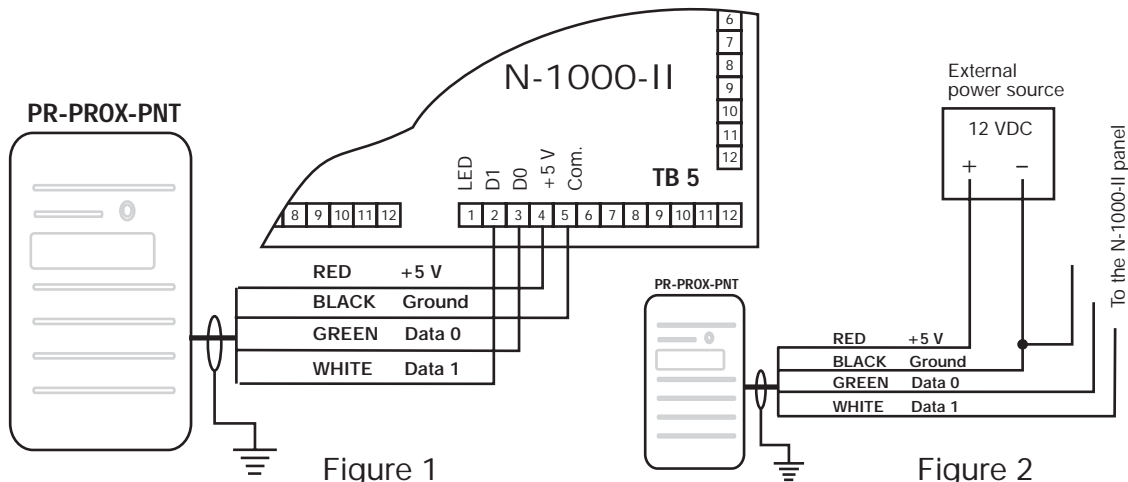 PR-PROX-PNT
N-1000-II
6
7
8
9
10
11
12
LED
D1
D0
+5 V
Com.
TB 5
8 9 10 11 12
1 2 3 4 5 6 7 8 9 10 11 12
RED +5 V
BLACK Ground
GREEN Data 0
WHITE Data 1
Figure 1
External
power source
12 VDC
+ –
To the N-1000-II panel
PR-PROX-PNT
RED +5 V
BLACK Ground
GREEN Data 0
WHITE Data 1
Figure 2